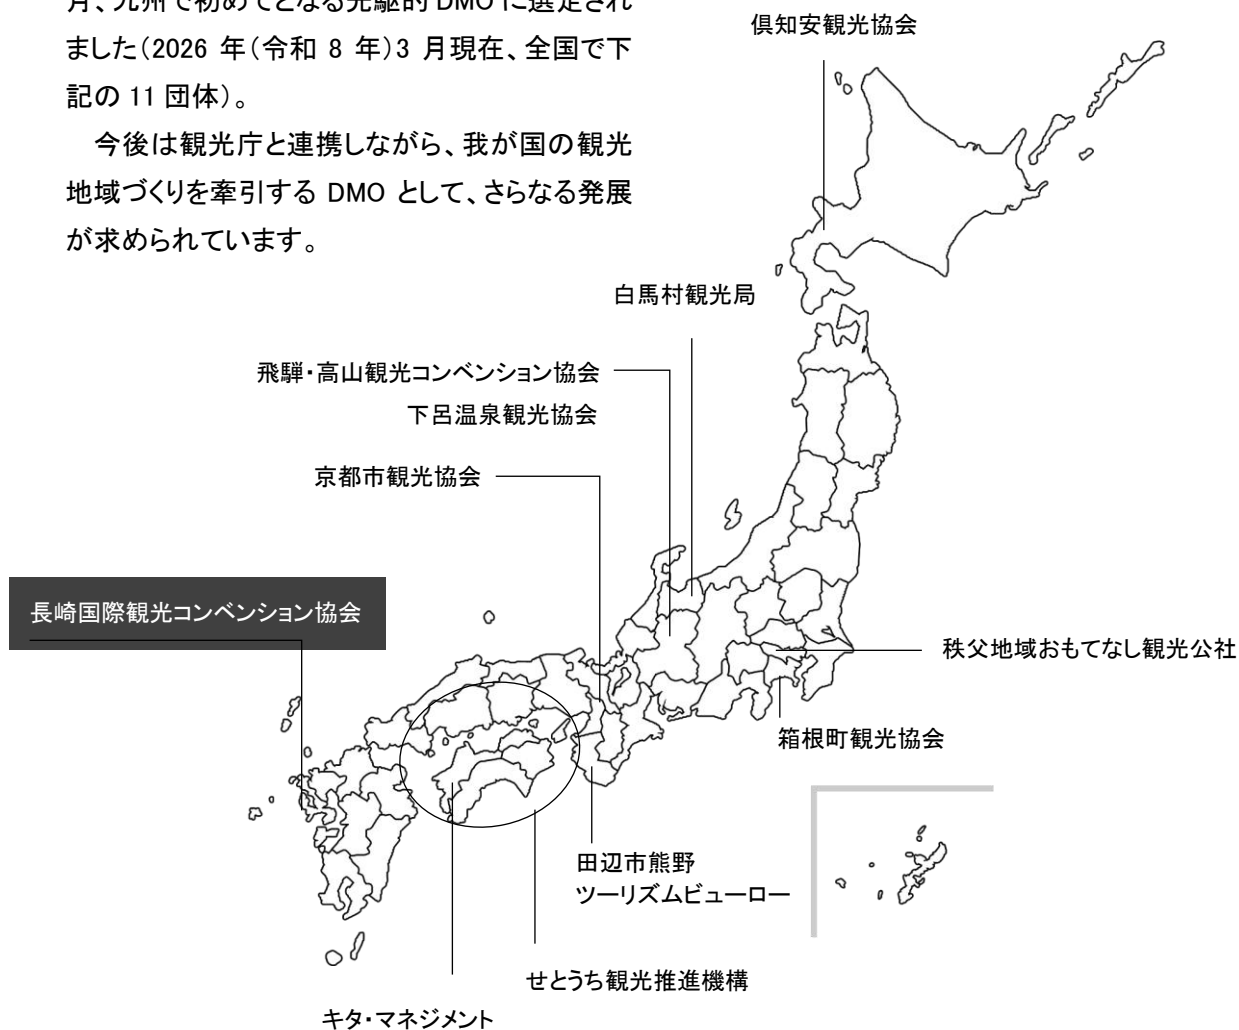 月、九州で初めてとなる先駆的 DMO に選定され
ました（2026 年（令和 8 年）3 月現在、全国で下
記の 11 団体）。
今後は観光庁と連携しながら、我が国の観光
地域づくりを牽引する DMO として、さらなる発展
が求められています。
倶知安観光協会
白馬村観光局
飛騨・高山観光コンベンション協会
下呂温泉観光協会
京都市観光協会
長崎国際観光コンベンション協会
秩父地域おもてなし観光公社
箱根町観光協会
田辺市熊野
ツーリズムビューロー
せとうち観光推進機構
キタ・マネジメント